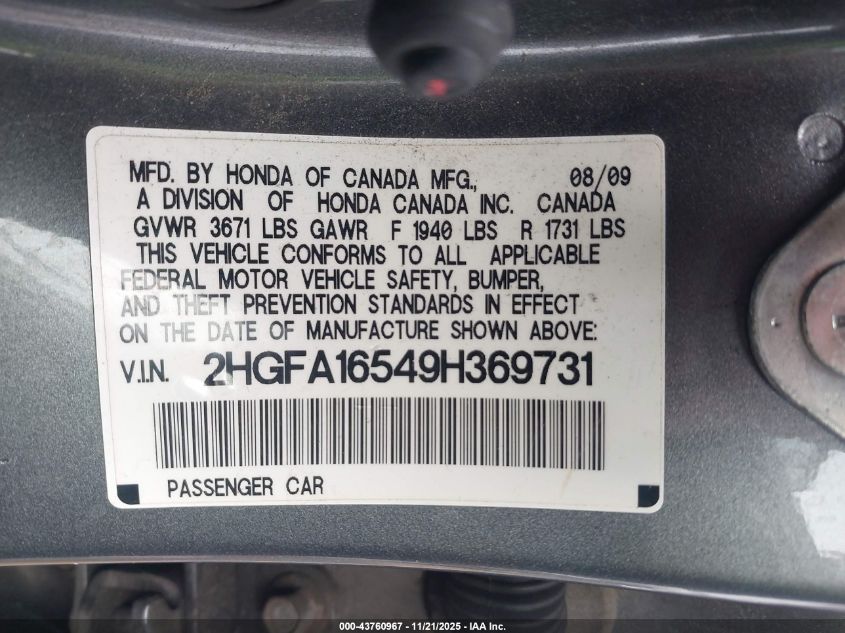 MFD. BY HONDA OF CANADA MFG., 08/09
A DIVISION OF HONDA CANADA INC. CANADA
GVWR 3671 LBS GAWR F 1940 LBS R 1731 LBS
THIS VEHICLE CONFORMS TO ALL APPLICABLE
FEDERAL MOTOR VEHICLE SAFETY, BUMPER,
AND THEFT PREVENTION STANDARDS IN EFFECT
ON THE DATE OF MANUFACTURE SHOWN ABOVE:
V.I.N. 2HGFA16549H369731
PASSENGER CAR
000-43760967 - 11/21/2025 - IAA Inc.